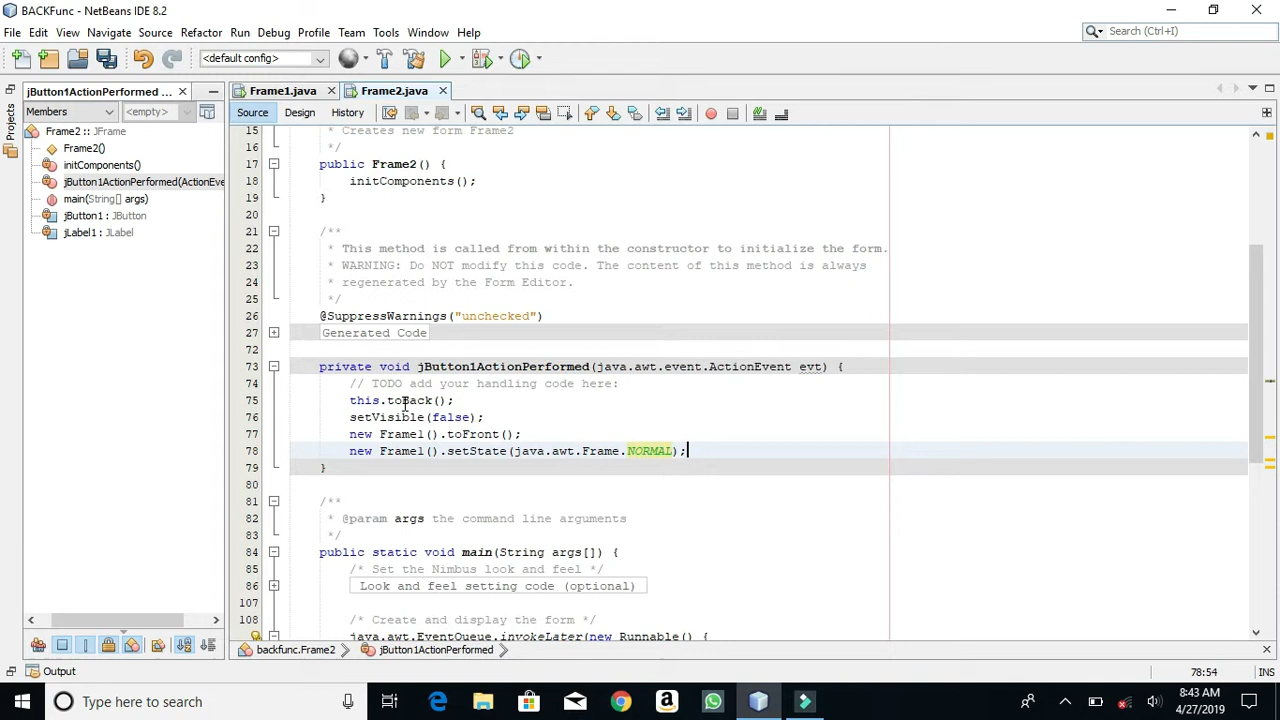 BACKFunc - NetBeans IDE 8.2
File Edit View Navigate Source Refactor Run Debug Profile Team Tools Window Help
Search (Ctrl+I)
<default config>
jButton1ActionPerformed ...
Frame1.java
Frame2.java
Members
<empty>
Source Design History
Projects
Frame2 :: JFrame
Frame2()
initComponents()
jButton1ActionPerformed(ActionEve
main(String[] args)
jButton1 : JButton
jLabel1 : JLabel
15 * Creates new form Frame2
16 */
17 public Frame2() {
18 initComponents();
19 }
20
21 /**
22 * This method is called from within the constructor to initialize the form.
23 * WARNING: Do NOT modify this code. The content of this method is always
24 * regenerated by the Form Editor.
25 */
26 @SuppressWarnings("unchecked")
27 Generated Code
72
73 private void jButton1ActionPerformed(java.awt.event.ActionEvent evt) {
74 // TODO add your handling code here:
75 this.toBack();
76 setVisible(false);
77 new Frame1().toFront();
78 new Frame1().setState(java.awt.Frame.NORMAL);
79 }
80
81 /**
82 * @param args the command line arguments
83 */
84 public static void main(String args[]) {
85 /* Set the Nimbus look and feel */
86 Look and feel setting code (optional)
107
108 /* Create and display the form */
java.awt.EventQueue.invokeLater(new Runnable() {
backfunc.Frame2
jButton1ActionPerformed
Output
78:54
INS
Type here to search
8:43 AM
4/27/2019